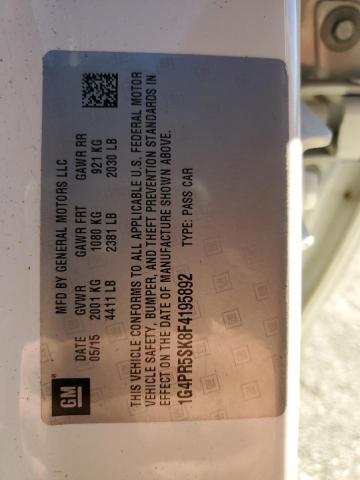 MFD BY GENERAL MOTORS LLC
DATE GVWR GAWR FRT GAWR RR
05/15 2001 KG 1080 KG 921 KG
4411 LB 2381 LB 2030 LB
THIS VEHICLE CONFORMS TO ALL APPLICABLE U.S. FEDERAL MOTOR
VEHICLE SAFETY, BUMPER, AND THEFT PREVENTION STANDARDS IN
EFFECT ON THE DATE OF MANUFACTURE SHOWN ABOVE.
1G4PR5SK8F4195892 TYPE: PASS CAR
GM